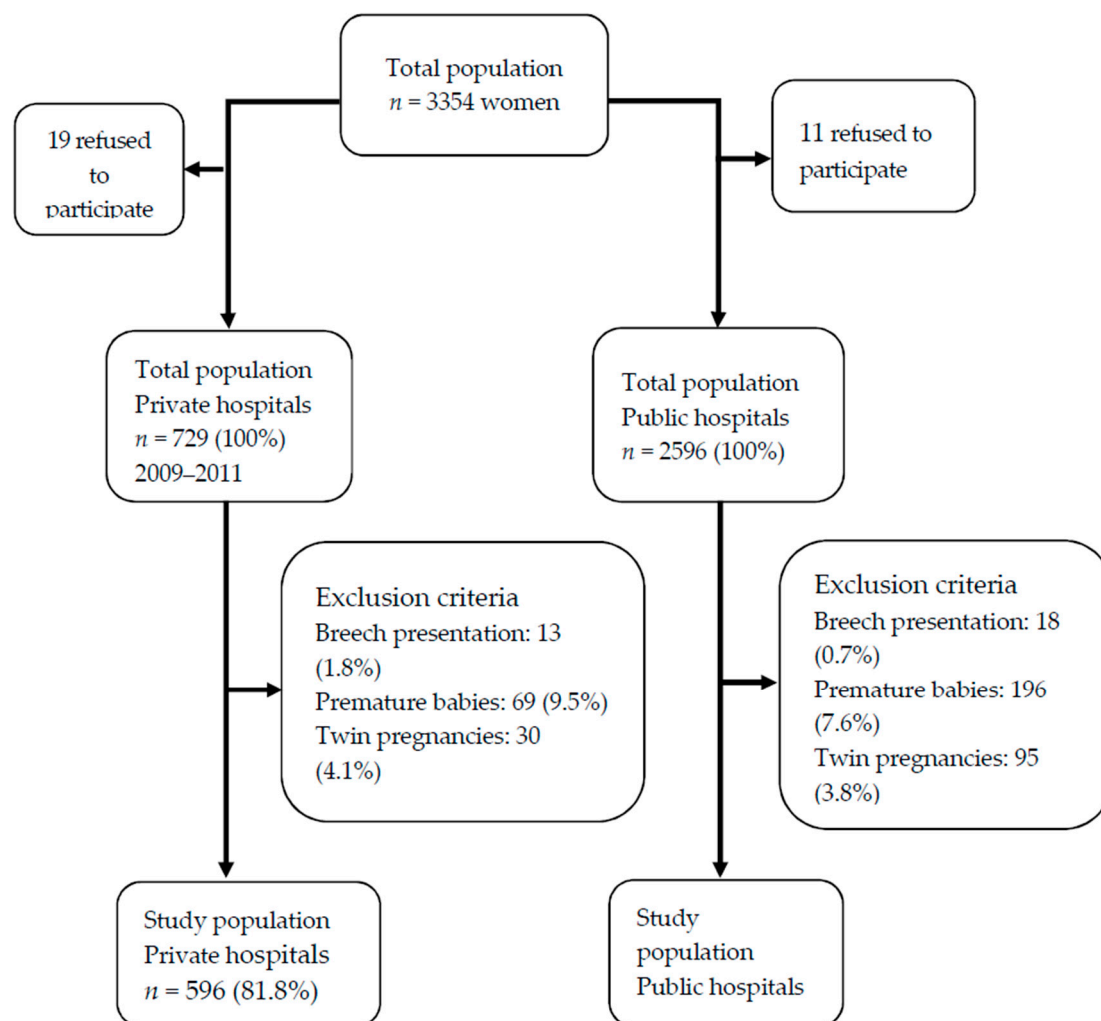 Total population
n = 3354 women
19 refused
to
participate
11 refused to
participate
Total population
Private hospitals
n = 729 (100%)
2009–2011
Total population
Public hospitals
n = 2596 (100%)
Exclusion criteria
Breech presentation: 13
(1.8%)
Premature babies: 69 (9.5%)
Twin pregnancies: 30
(4.1%)
Exclusion criteria
Breech presentation: 18
(0.7%)
Premature babies: 196
(7.6%)
Twin pregnancies: 95
(3.8%)
Study population
Private hospitals
n = 596 (81.8%)
Study
population
Public hospitals